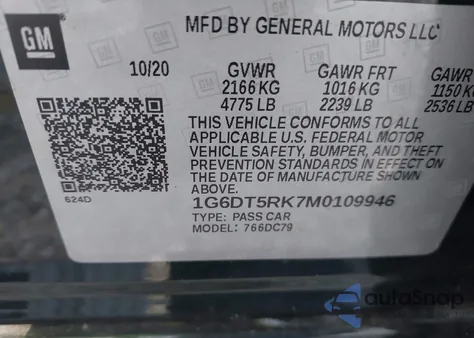 GM
MFD BY GENERAL MOTORS LLC
10/20 GVWR GAWR FRT GAWR
2166 KG 1016 KG 1150 KG
4775 LB 2239 LB 2536 LB
THIS VEHICLE CONFORMS TO ALL
APPLICABLE U.S. FEDERAL MOTOR
VEHICLE SAFETY, BUMPER, AND THEFT
PREVENTION STANDARDS IN EFFECT ON
THE DATE OF MANUFACTURE SHOWN
ABOVE.
624D
1G6DT5RK7M0109946
TYPE: PASS CAR
MODEL: 766DC79
autoSnap